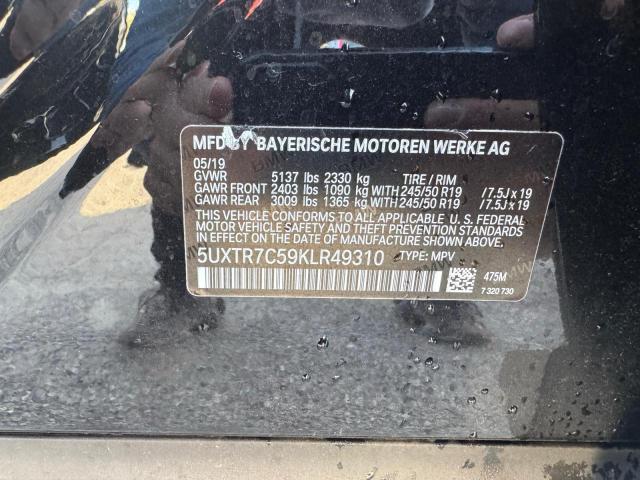 MFD BY BAYERISCHE MOTOREN WERKE AG
05/19
GVWR 5137 lbs 2330 kg TIRE / RIM
GAWR FRONT 2403 lbs 1090 kg WITH 245/50 R19 / 7.5J x 19
GAWR REAR 3009 lbs 1365 kg WITH 245/50 R19 / 7.5J x 19
THIS VEHICLE CONFORMS TO ALL APPLICABLE U. S. FEDERAL
MOTOR VEHICLE SAFETY AND THEFT PREVENTION STANDARDS
IN EFFECT ON THE DATE OF MANUFACTURE SHOWN ABOVE.
5UXTR7C59KLR49310 TYPE: MPV
475M
7 320 730